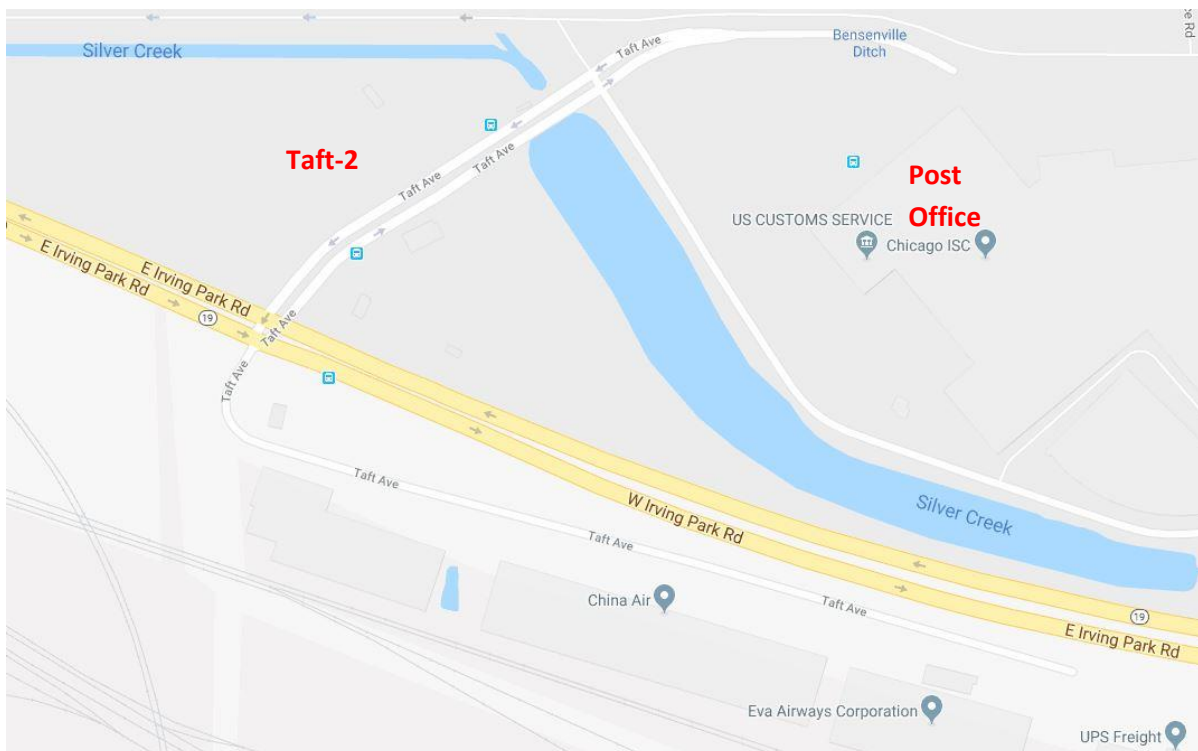 ce Rd
Silver Creek
Taft Ave
Bensenville
Ditch
Taft-2
Taft Ave
Taft Ave
Post
Office
US CUSTOMS SERVICE
Chicago ISC
E Irving Park Rd
E Irving Park Rd
19
Taft Ave
Taft Ave
Taft Ave
W Irving Park Rd
Silver Creek
Taft Ave
China Air
Taft Ave
19
E Irving Park Rd
Eva Airways Corporation
UPS Freight